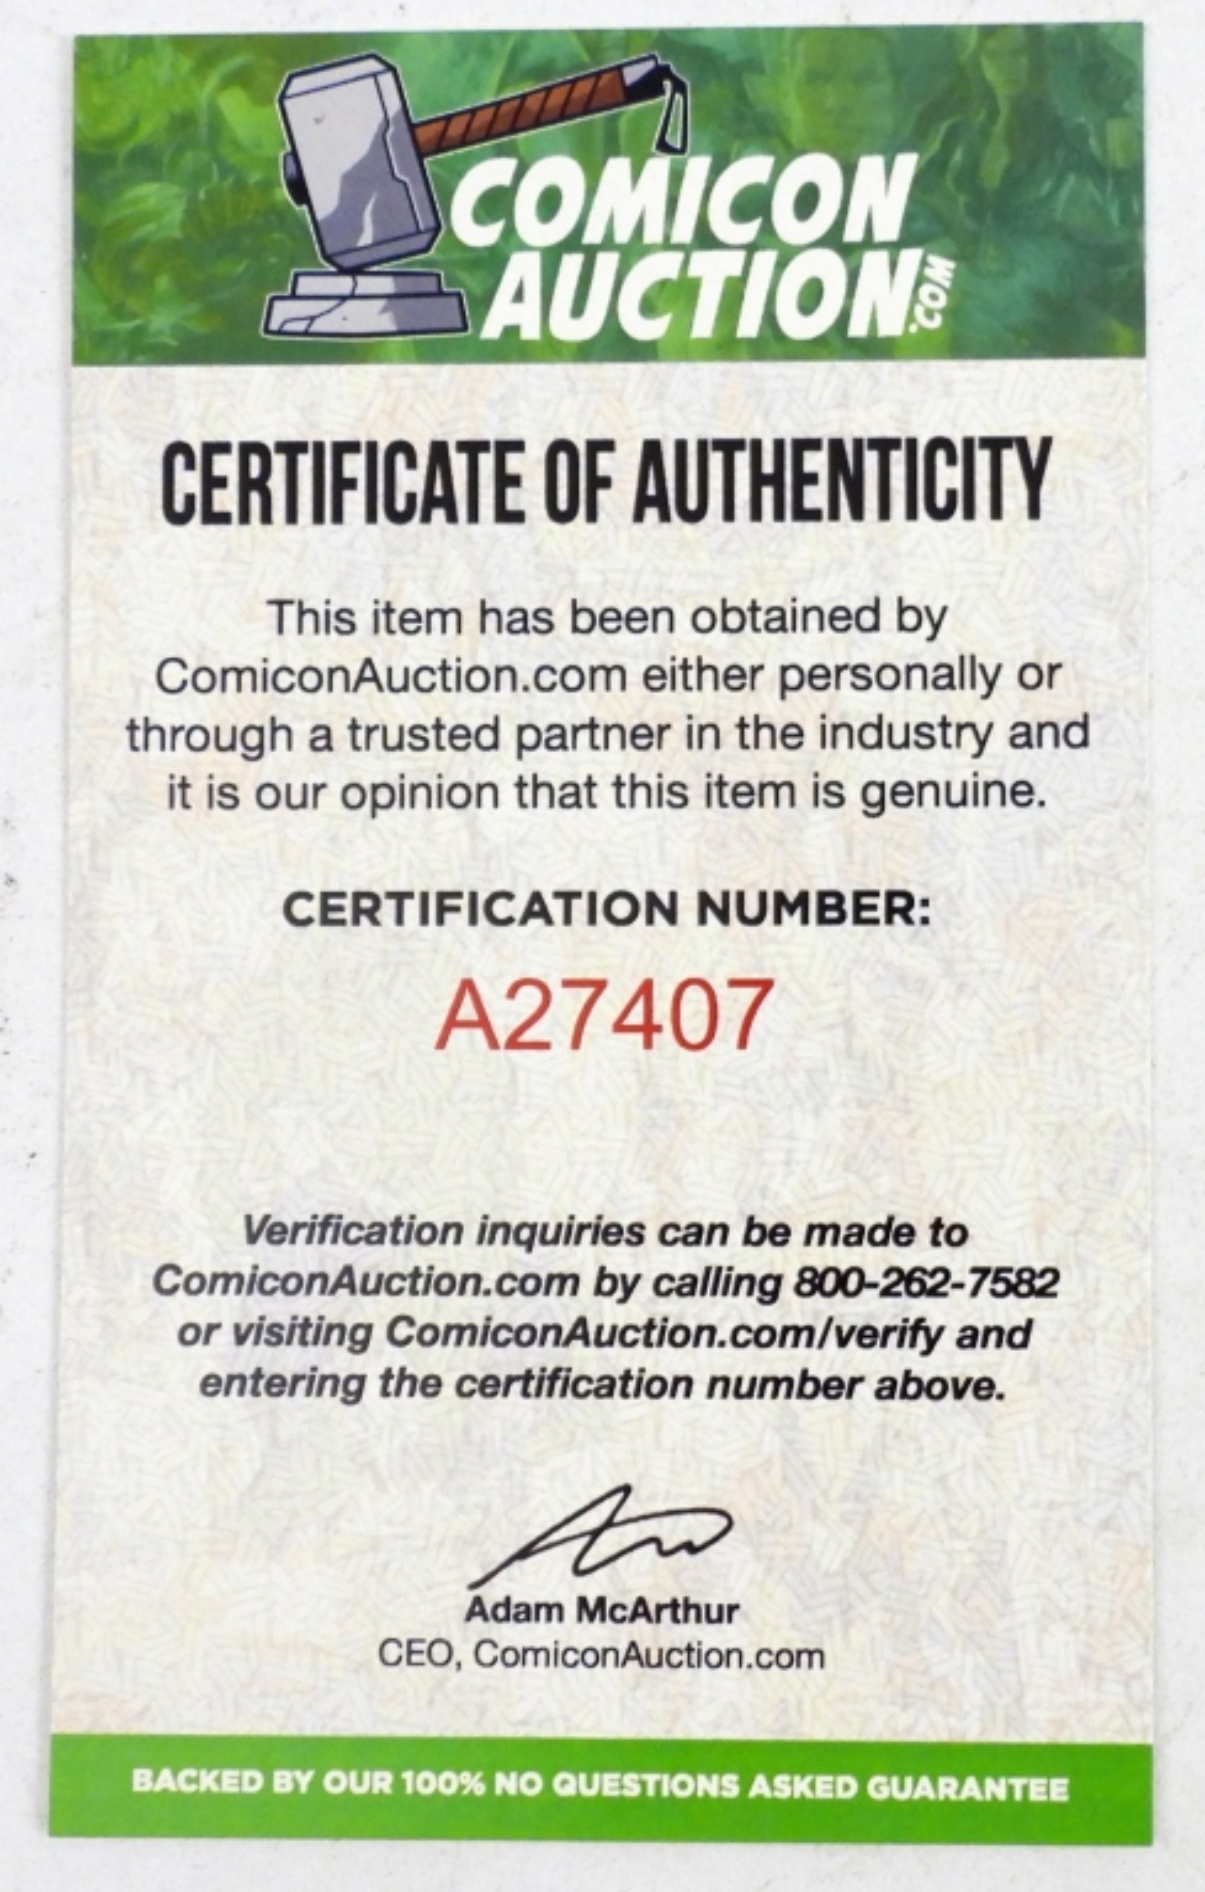 COMICON
AUCTION.COM
CERTIFICATE OF AUTHENTICITY
This item has been obtained by
ComiconAuction.com either personally or
through a trusted partner in the industry and
it is our opinion that this item is genuine.
CERTIFICATION NUMBER:
A27407
Verification inquiries can be made to
ComiconAuction.com by calling 800-262-7582
or visiting ComiconAuction.com/verify and
entering the certification number above.
Adam McArthur
CEO, ComiconAuction.com
BACKED BY OUR 100% NO QUESTIONS ASKED GUARANTEE